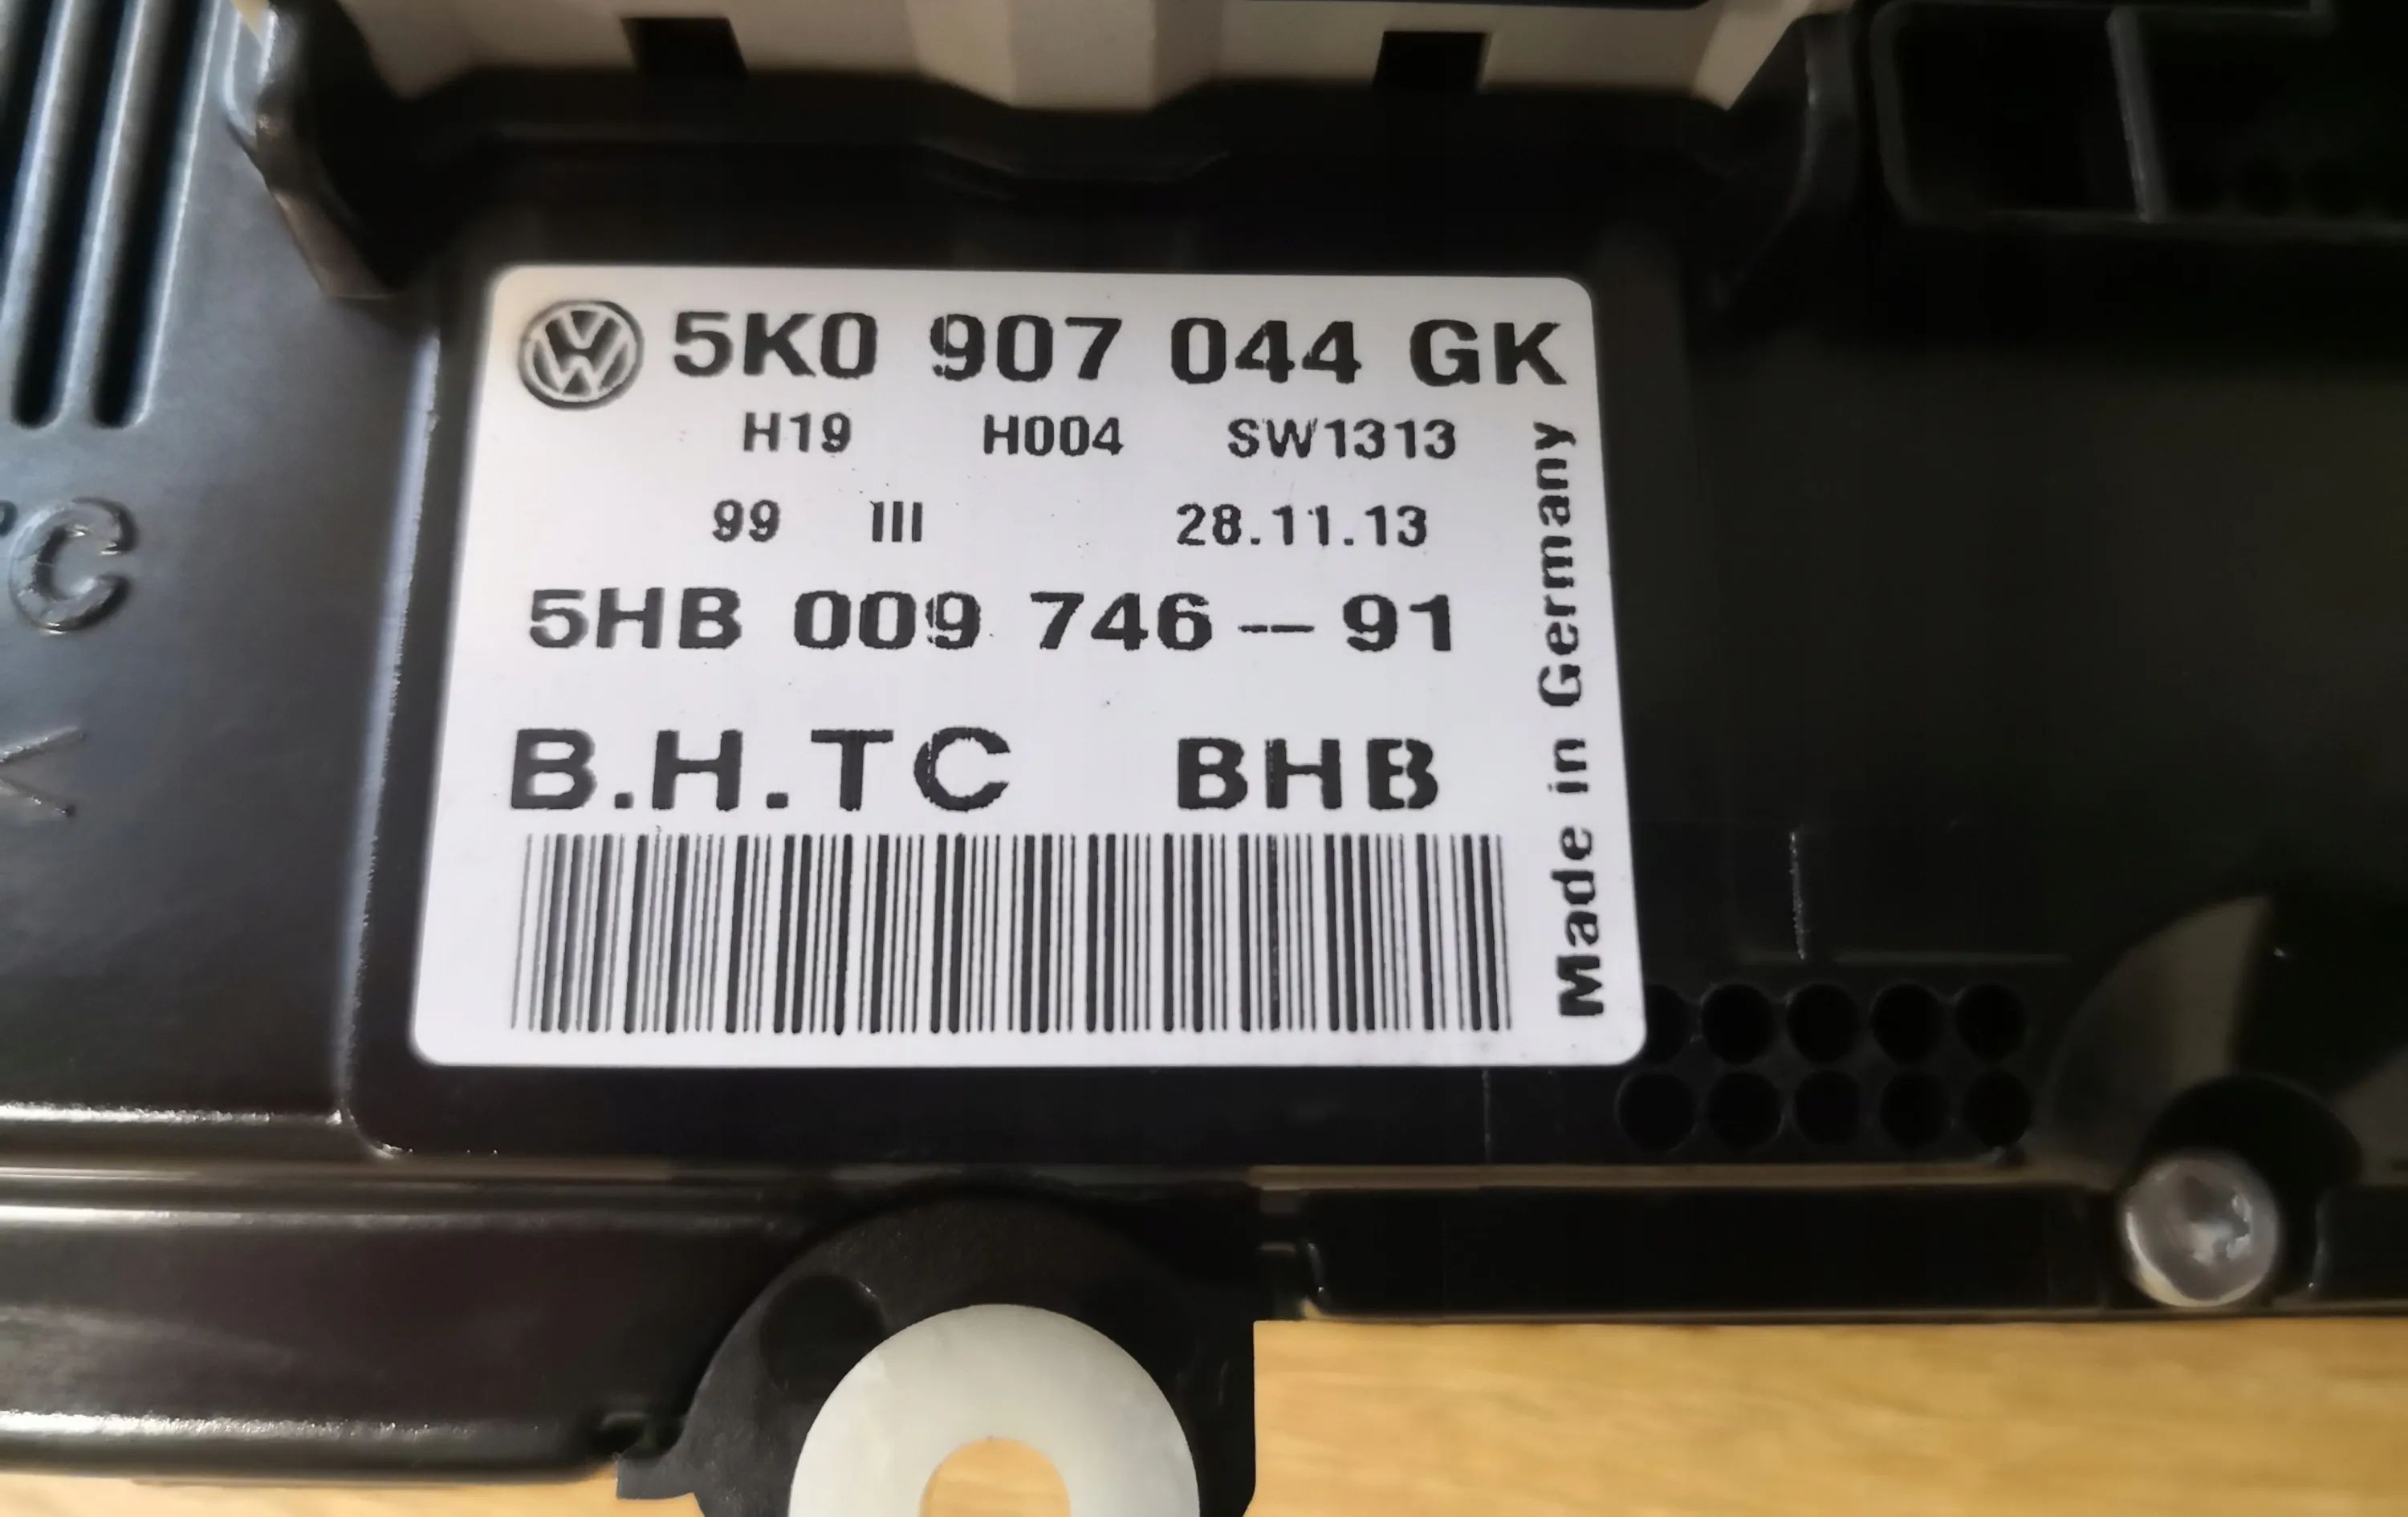 5K0 907 044 GK
H19 H004 SW1313
99 III 28.11.13
5HB 009 746--91
B.H.TC BHB
Made in Germany